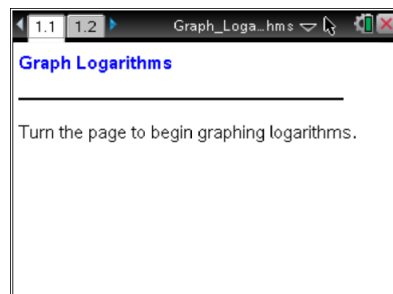 1.1 1.2 Graph_Loga…hms
Graph Logarithms
Turn the page to begin graphing logarithms.